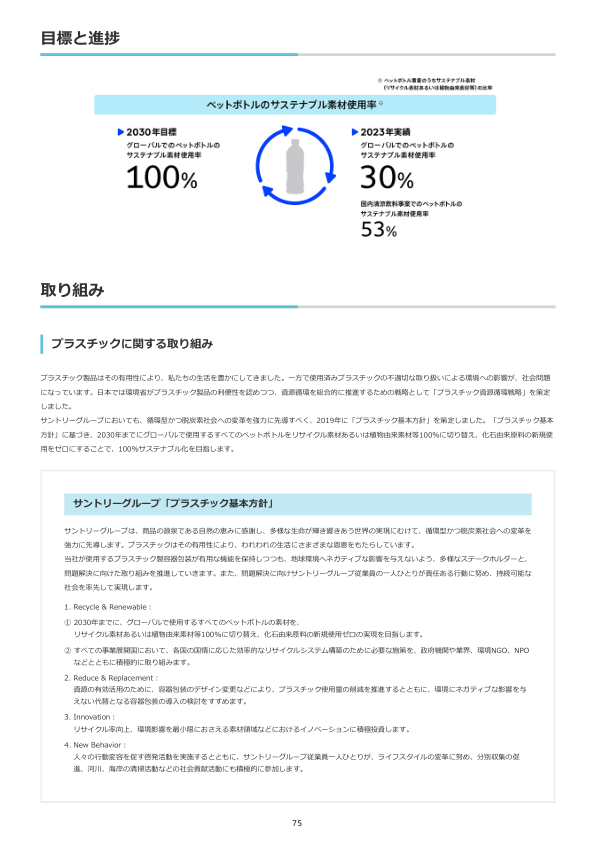 目標と進捗
※ ペットボトル重量のうちサステナブル素材
（リサイクル素材あるいは植物由来素材等）の比率
ペットボトルのサステナブル素材使用率※
2030年目標
グローバルでのペットボトルの
サステナブル素材使用率
100%
2023年実績
グローバルでのペットボトルの
サステナブル素材使用率
30%
国内清涼飲料事業でのペットボトルの
サステナブル素材使用率
53%
取り組み
プラスチックに関する取り組み
プラスチック製品はその有用性により、私たちの生活を豊かにしてきました。一方で使用済みプラスチックの不適切な取り扱いによる環境への影響が、社会問題
になっています。日本では環境省がプラスチック製品の利便性を認めつつ、資源循環を総合的に推進するための戦略として「プラスチック資源循環戦略」を策定
しました。
サントリーグループにおいても、循環型かつ脱炭素社会への変革を強力に先導すべく、2019年に「プラスチック基本方針」を策定しました。「プラスチック基本
方針」に基づき、2030年までにグローバルで使用するすべてのペットボトルをリサイクル素材あるいは植物由来素材等100%に切り替え、化石由来原料の新規使
用をゼロにすることで、100%サステナブル化を目指します。
サントリーグループ「プラスチック基本方針」
サントリーグループは、商品の源泉である自然の恵みに感謝し、多様な生命が輝き響きあう世界の実現にむけて、循環型かつ脱炭素社会への変革を
強力に先導します。プラスチックはその有用性により、われわれの生活にさまざまな恩恵をもたらしています。
当社が使用するプラスチック製容器包装が有用な機能を保持しつつも、地球環境へネガティブな影響を与えないよう、多様なステークホルダーと、
問題解決に向けた取り組みを推進していきます。また、問題解決に向けサントリーグループ従業員の一人ひとりが責任ある行動に努め、持続可能な
社会を率先して実現します。
1. Recycle & Renewable：
① 2030年までに、グローバルで使用するすべてのペットボトルの素材を、
リサイクル素材あるいは植物由来素材等100%に切り替え、化石由来原料の新規使用ゼロの実現を目指します。
② すべての事業展開国において、各国の国情に応じた効率的なリサイクルシステム構築のために必要な施策を、政府機関や業界、環境NGO、NPO
などとともに積極的に取り組みます。
2. Reduce & Replacement：
資源の有効活用のために、容器包装のデザイン変更などにより、プラスチック使用量の削減を推進するとともに、環境にネガティブな影響を与
えない代替となる容器包装の導入の検討をすすめます。
3. Innovation：
リサイクル率向上、環境影響を最小限におさえる素材領域などにおけるイノベーションに積極投資します。
4. New Behavior：
人々の行動変容を促す啓発活動を実施するとともに、サントリーグループ従業員一人ひとりが、ライフスタイルの変革に努め、分別収集の促
進、河川、海岸の清掃活動などの社会貢献活動にも積極的に参加します。
75